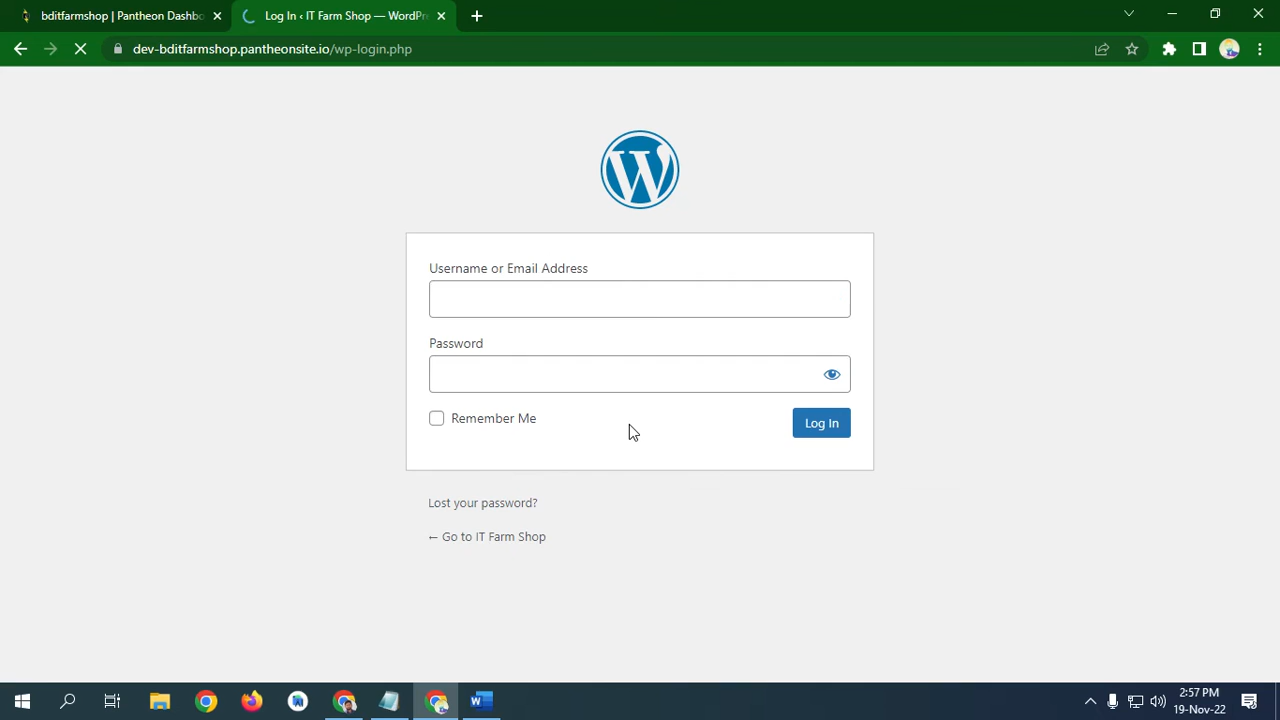 bditfarmshop | Pantheon Dashbo
Log In ‹ IT Farm Shop — WordPre
dev-bditfarmshop.pantheonsite.io/wp-login.php
Username or Email Address
Password
Remember Me
Log In
Lost your password?
← Go to IT Farm Shop
2:57 PM
19-Nov-22